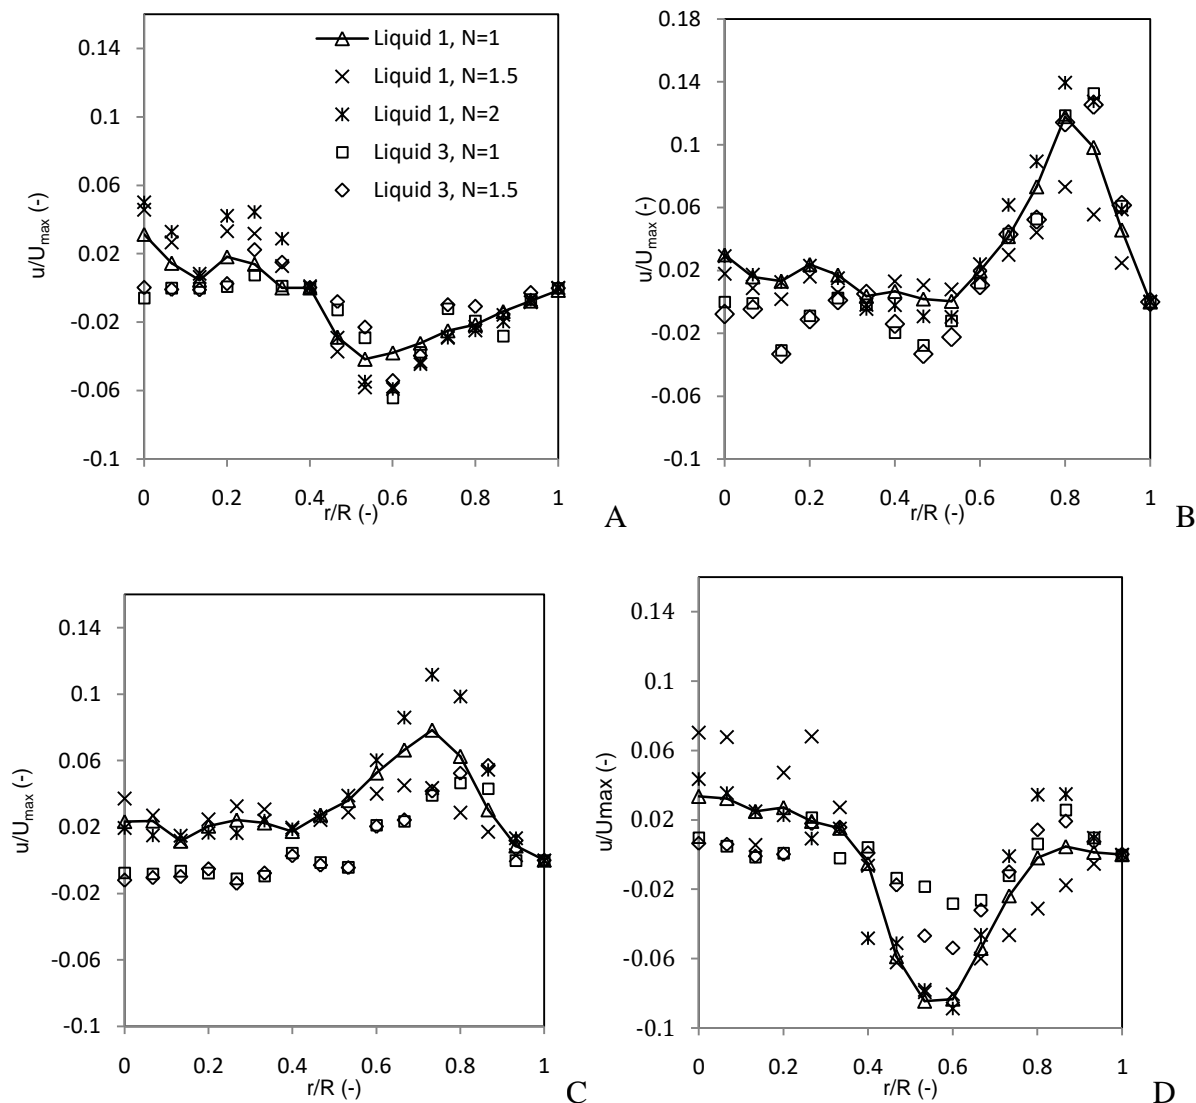 0.14
0.1
0.06
0.02
-0.02
-0.06
-0.1
u/Umax (-)
0 0.2 0.4 0.6 0.8 1
r/R (-)
Liquid 1, N=1
Liquid 1, N=1.5
Liquid 1, N=2
Liquid 3, N=1
Liquid 3, N=1.5
A
0.18
0.14
0.1
0.06
0.02
-0.02
-0.06
-0.1
u/Umax (-)
0 0.2 0.4 0.6 0.8 1
r/R (-)
B
0.14
0.1
0.06
0.02
-0.02
-0.06
-0.1
u/Umax (-)
0 0.2 0.4 0.6 0.8 1
r/R (-)
C
0.14
0.1
0.06
0.02
-0.02
-0.06
-0.1
u/Umax (-)
0 0.2 0.4 0.6 0.8 1
r/R (-)
D